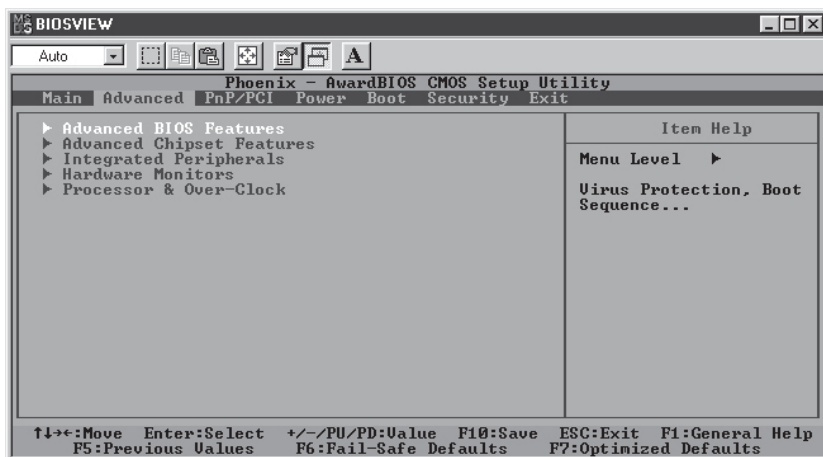 MS
DS BIOSVIEW
Auto A
Phoenix - AwardBIOS CMOS Setup Utility
Main Advanced PnP/PCI Power Boot Security Exit
▶ Advanced BIOS Features
▶ Advanced Chipset Features
▶ Integrated Peripherals
▶ Hardware Monitors
▶ Processor & Over-Clock
Item Help
Menu Level ▶
Virus Protection, Boot
Sequence...
↑↓→←:Move Enter:Select +/-/PU/PD:Value F10:Save ESC:Exit F1:General Help
F5:Previous Values F6:Fail-Safe Defaults F7:Optimized Defaults